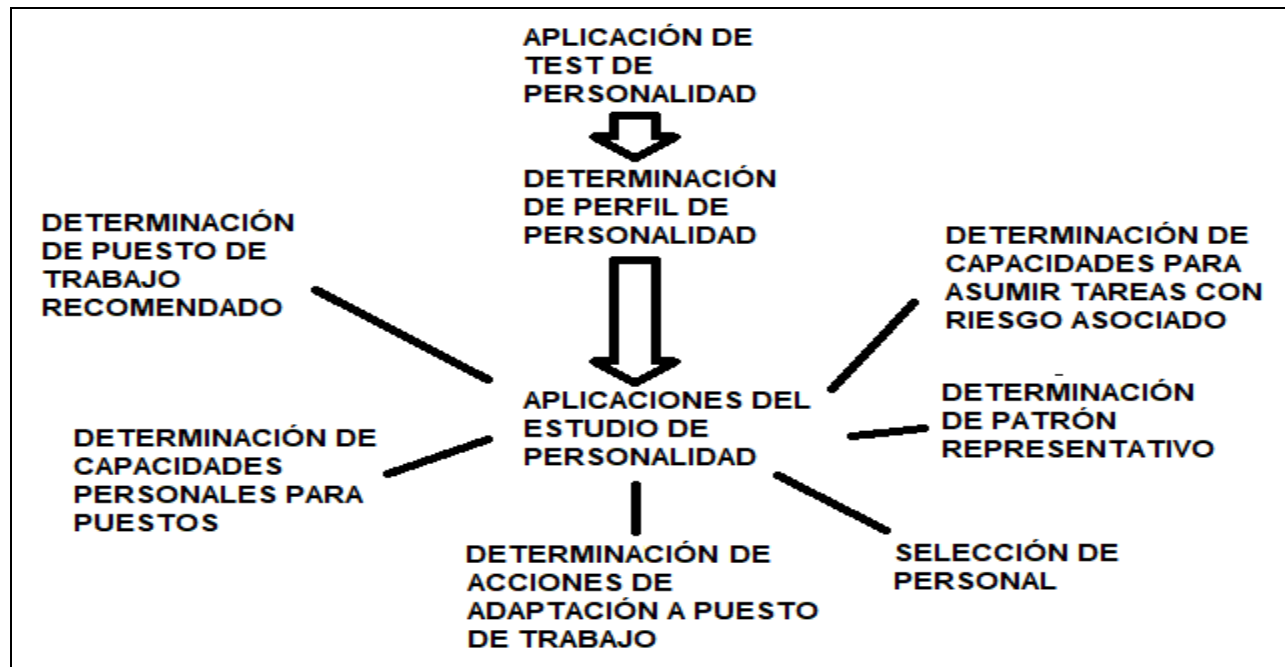 APLICACIÓN DE
TEST DE
PERSONALIDAD
DETERMINACIÓN
DE PERFIL DE
PERSONALIDAD
DETERMINACIÓN
DE PUESTO DE
TRABAJO
RECOMENDADO
DETERMINACIÓN DE
CAPACIDADES PARA
ASUMIR TAREAS CON
RIESGO ASOCIADO
APLICACIONES DEL
ESTUDIO DE
PERSONALIDAD
DETERMINACIÓN
DE PATRÓN
REPRESENTATIVO
DETERMINACIÓN DE
CAPACIDADES
PERSONALES PARA
PUESTOS
DETERMINACIÓN DE
ACCIONES DE
ADAPTACIÓN A PUESTO
DE TRABAJO
SELECCIÓN DE
PERSONAL